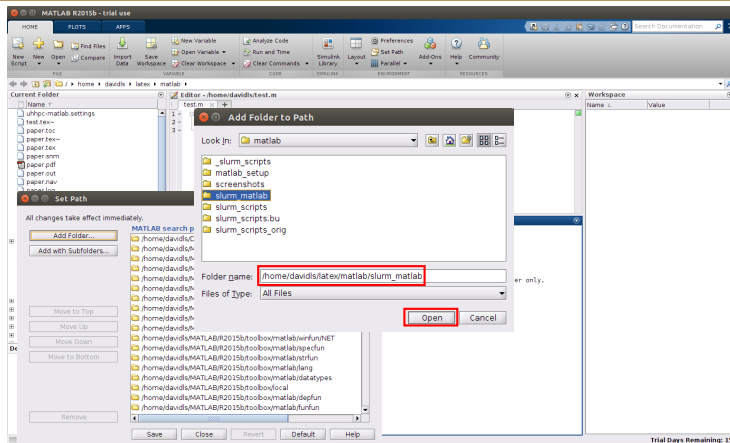 MATLAB R2015b - trial use
HOME PLOTS APPS
Search Documentation
New Script
New
Open
Find Files
Compare
Import Data
Save Workspace
New Variable
Open Variable
Clear Workspace
Analyze Code
Run and Time
Clear Commands
Simulink Library
Layout
Preferences
Set Path
Parallel
Add-Ons
Help
Community
FILE VARIABLE CODE SIMULINK ENVIRONMENT RESOURCES
/ home davidls latex matlab
Current Folder
Name
uhhpc-matlab.settings
test.tex~
paper.toc
paper.tex~
paper.tex
paper.snm
paper.pdf
paper.out
paper.nav
paper.log
Editor - /home/davidls/test.m
test.m
1 -
2 -
3 -
Workspace
Name Value
Add Folder to Path
Look In: matlab
_slurm_scripts
matlab_setup
screenshots
slurm_matlab
slurm_scripts
slurm_scripts.bu
slurm_scripts_orig
Folder name: /home/davidls/latex/matlab/slurm_matlab
Files of Type: All Files
Open Cancel
er only.
Set Path
All changes take effect immediately.
Add Folder...
Add with Subfolders...
Move to Top
Move Up
Move Down
Move to Bottom
Remove
MATLAB search p
/home/davidls/MATLAB/R2015b/toolbox/matlab/winfun/NET
/home/davidls/MATLAB/R2015b/toolbox/matlab/specfun
/home/davidls/MATLAB/R2015b/toolbox/matlab/strfun
/home/davidls/MATLAB/R2015b/toolbox/matlab/lang
/home/davidls/MATLAB/R2015b/toolbox/matlab/datatypes
/home/davidls/MATLAB/R2015b/toolbox/local
/home/davidls/MATLAB/R2015b/toolbox/matlab/depfun
/home/davidls/MATLAB/R2015b/toolbox/matlab/funfun
Save Close Revert Default Help
De
Trial Days Remaining: